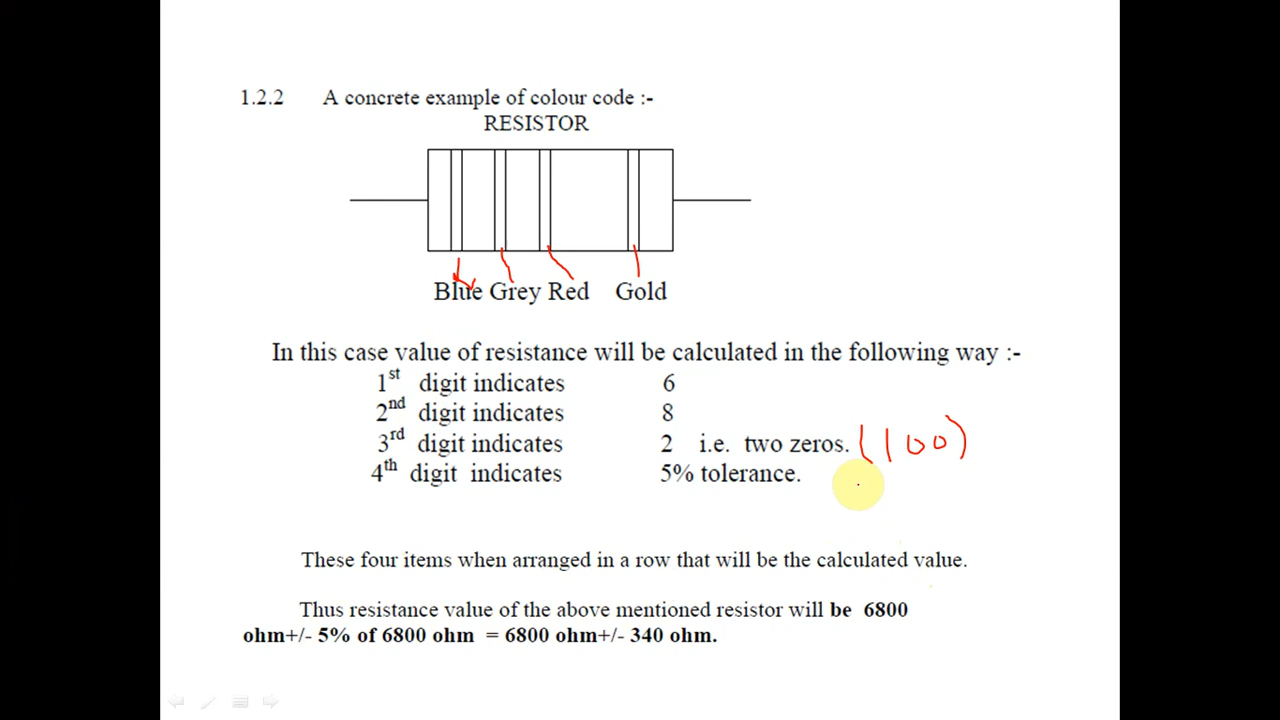 1.2.2 A concrete example of colour code :-
RESISTOR
Blue Grey Red Gold
In this case value of resistance will be calculated in the following way :-
1st digit indicates 6
2nd digit indicates 8
3rd digit indicates 2 i.e. two zeros. (100)
4th digit indicates 5% tolerance.
These four items when arranged in a row that will be the calculated value.
Thus resistance value of the above mentioned resistor will be 6800
ohm+/- 5% of 6800 ohm = 6800 ohm+/- 340 ohm.